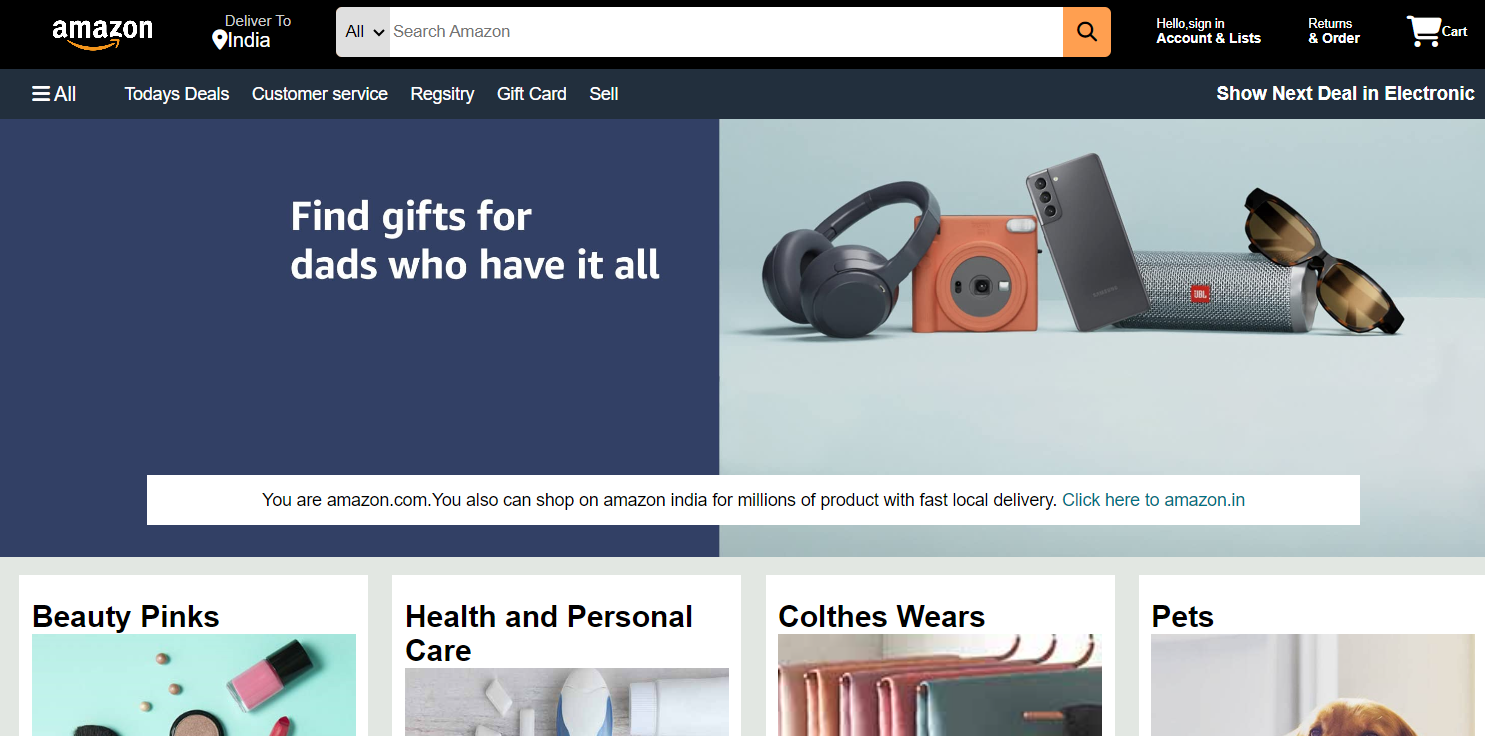 amazon
Deliver To
India
All
Search Amazon
Hello,sign in
Account & Lists
Returns
& Order
Cart
All
Todays Deals
Customer service
Regsitry
Gift Card
Sell
Show Next Deal in Electronic
Find gifts for
dads who have it all
SAMSUNG
JBL
You are amazon.com.You also can shop on amazon india for millions of product with fast local delivery. Click here to amazon.in
Beauty Pinks
Health and Personal
Care
Colthes Wears
Pets